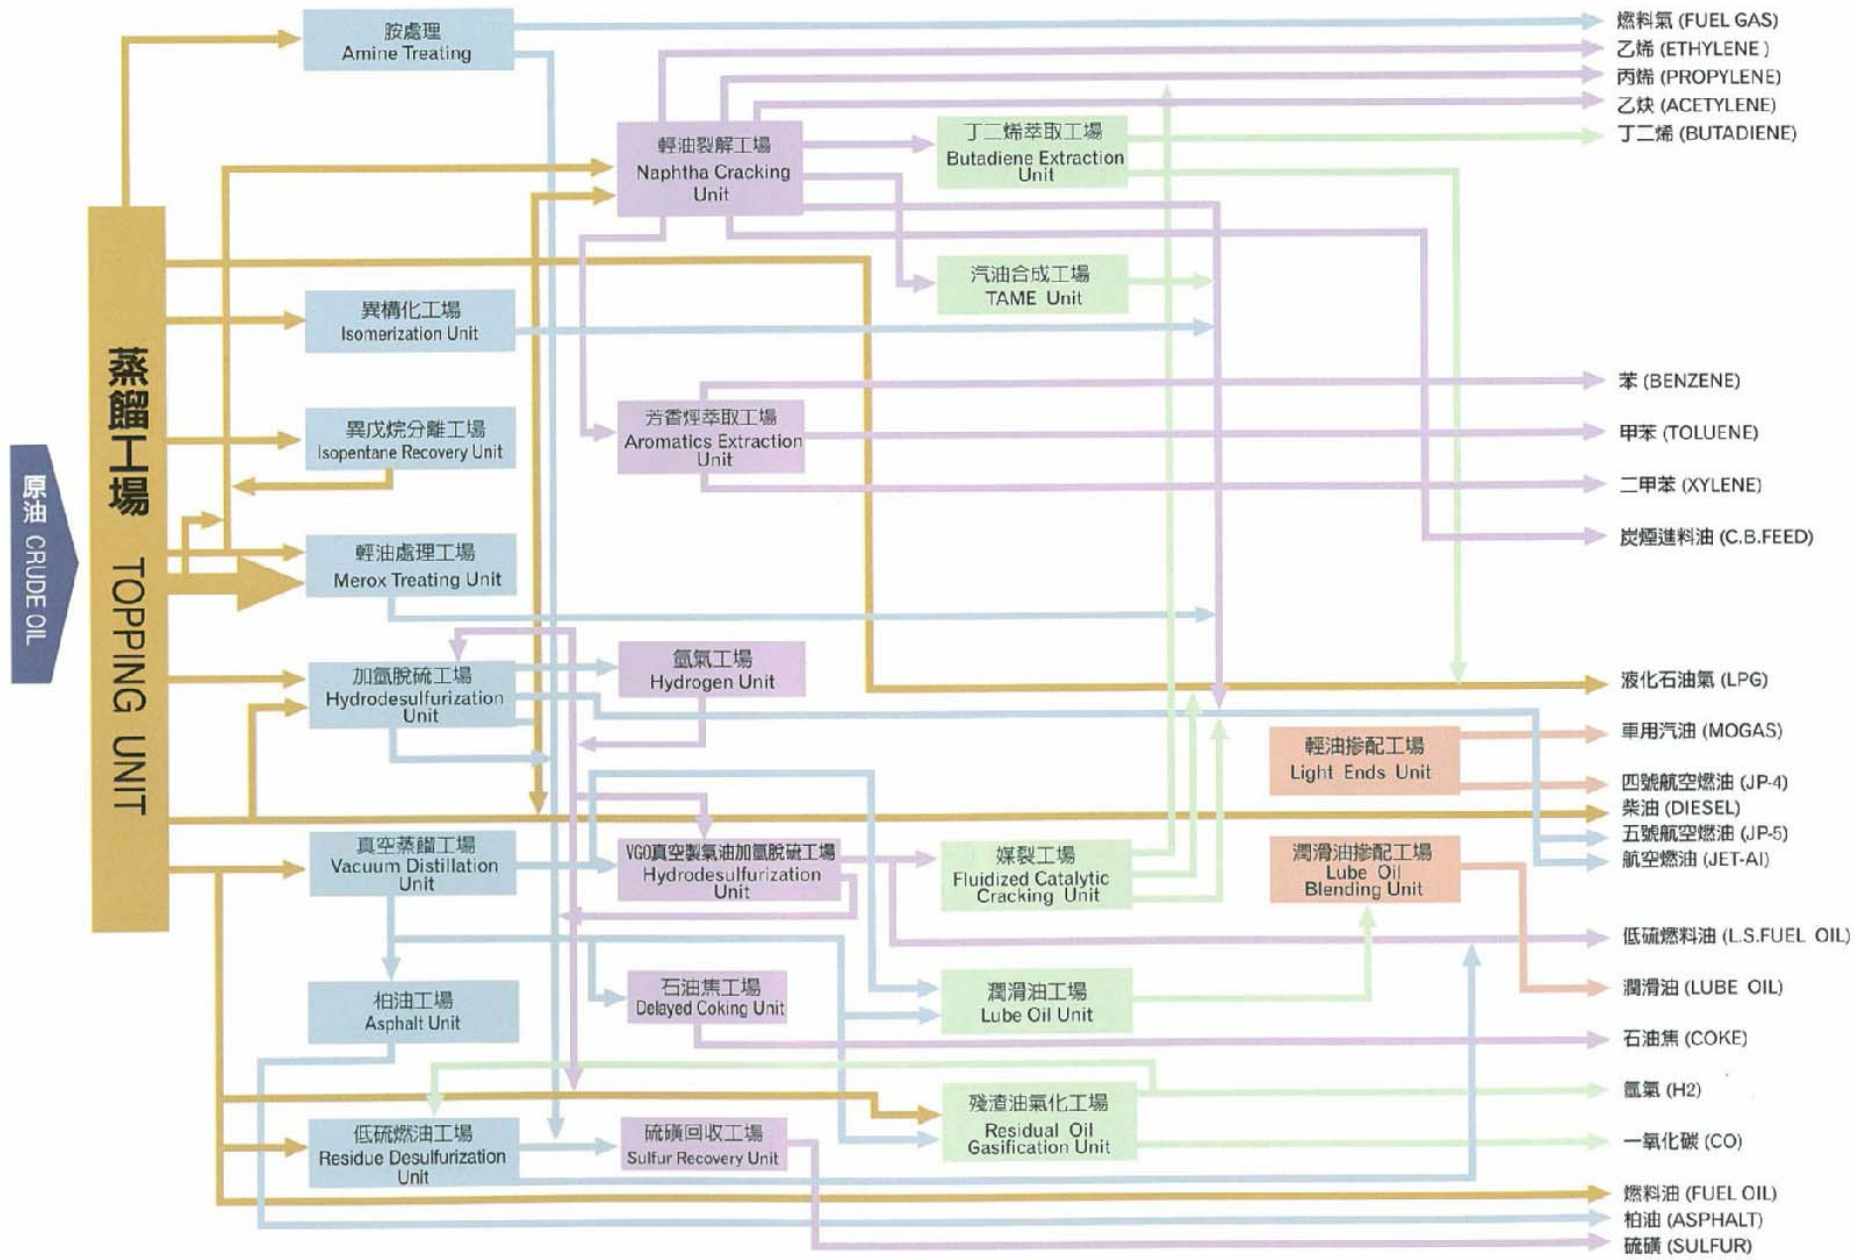 原油 CRUDE OIL
蒸餾工場 TOPPING UNIT
胺處理
Amine Treating
輕油裂解工場
Naphtha Cracking
Unit
丁二烯萃取工場
Butadiene Extraction
Unit
汽油合成工場
TAME Unit
異構化工場
Isomerization Unit
異戊烷分離工場
Isopentane Recovery Unit
芳香烴萃取工場
Aromatics Extraction
Unit
輕油處理工場
Merox Treating Unit
加氫脫硫工場
Hydrodesulfurization
Unit
氫氣工場
Hydrogen Unit
輕油摻配工場
Light Ends Unit
真空蒸餾工場
Vacuum Distillation
Unit
VGO真空製氣油加氫脫硫工場
Hydrodesulfurization
Unit
媒裂工場
Fluidized Catalytic
Cracking Unit
潤滑油摻配工場
Lube Oil
Blending Unit
柏油工場
Asphalt Unit
石油焦工場
Delayed Coking Unit
潤滑油工場
Lube Oil Unit
低硫燃油工場
Residue Desulfurization
Unit
硫磺回收工場
Sulfur Recovery Unit
殘渣油氣化工場
Residual Oil
Gasification Unit
燃料氣 (FUEL GAS)
乙烯 (ETHYLENE )
丙烯 (PROPYLENE)
乙炔 (ACETYLENE)
丁二烯 (BUTADIENE)
苯 (BENZENE)
甲苯 (TOLUENE)
二甲苯 (XYLENE)
炭煙進料油 (C.B.FEED)
液化石油氣 (LPG)
車用汽油 (MOGAS)
四號航空燃油 (JP-4)
柴油 (DIESEL)
五號航空燃油 (JP-5)
航空燃油 (JET-AI)
低硫燃料油 (L.S.FUEL OIL)
潤滑油 (LUBE OIL)
石油焦 (COKE)
氫氣 (H2)
一氧化碳 (CO)
燃料油 (FUEL OIL)
柏油 (ASPHALT)
硫磺 (SULFUR)